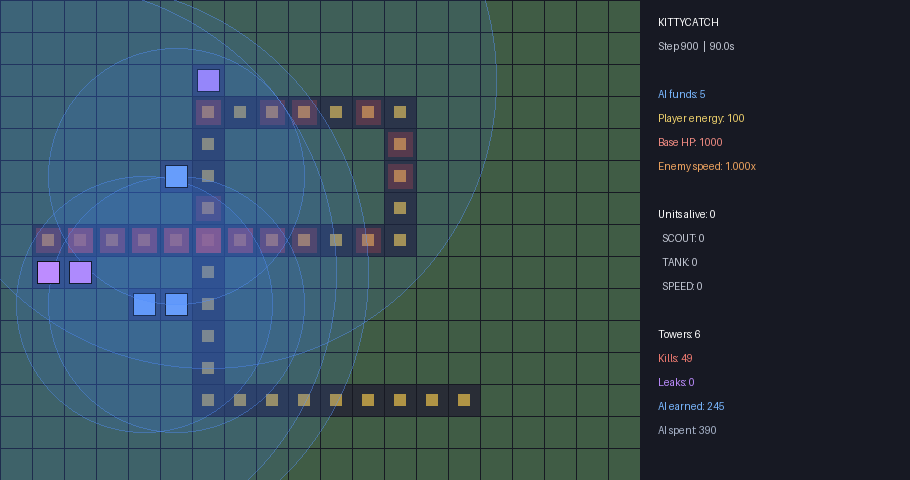 KITTYCATCH
Step 900 | 90.0s
AI funds: 5
Player energy: 100
Base HP: 1000
Enemy speed: 1.000x
Units alive: 0
SCOUT: 0
TANK: 0
SPEED: 0
Towers: 6
Kills: 49
Leaks: 0
AI earned: 245
AI spent: 390